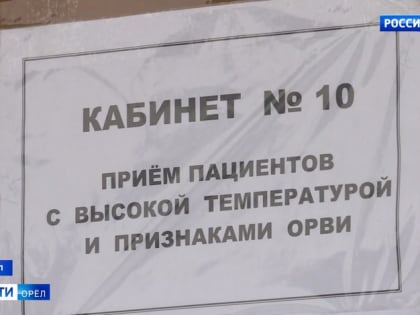 РОССИ
КАБИНЕТ № 10
ПРИЁМ ПАЦИЕНТОВ
С ВЫСОКОЙ ТЕМПЕРАТУРОЙ
И ПРИЗНАКАМИ ОРВИ
ОРЕЛ